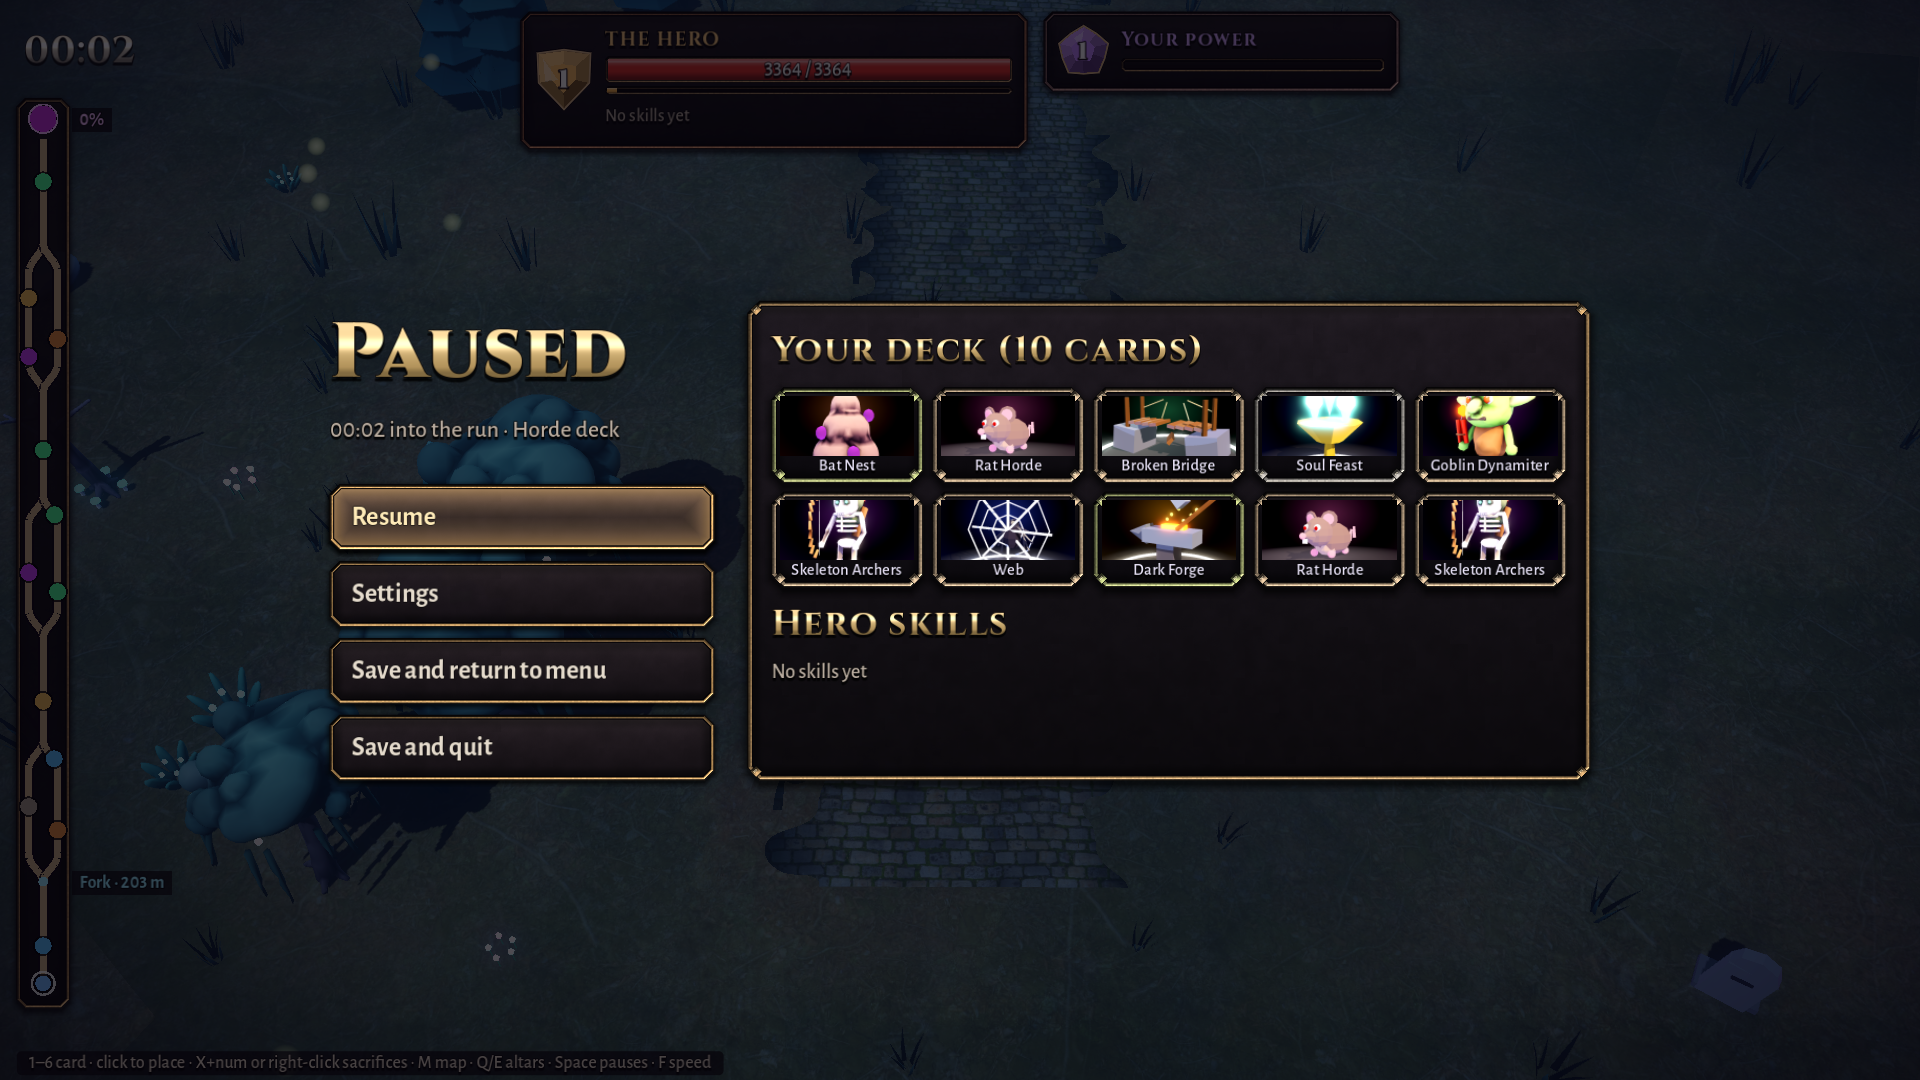 00:02
THE HERO
1
3364 / 3364
No skills yet
YOUR POWER
1
0%
PAUSED
00:02 into the run · Horde deck
Resume
Settings
Save and return to menu
Save and quit
YOUR DECK (10 CARDS)
Bat Nest
Rat Horde
Broken Bridge
Soul Feast
Goblin Dynamiter
Skeleton Archers
Web
Dark Forge
Rat Horde
Skeleton Archers
HERO SKILLS
No skills yet
Fork · 203 m
1–6 card · click to place · X+num or right-click sacrifices · M map · Q/E altars · Space pauses · F speed